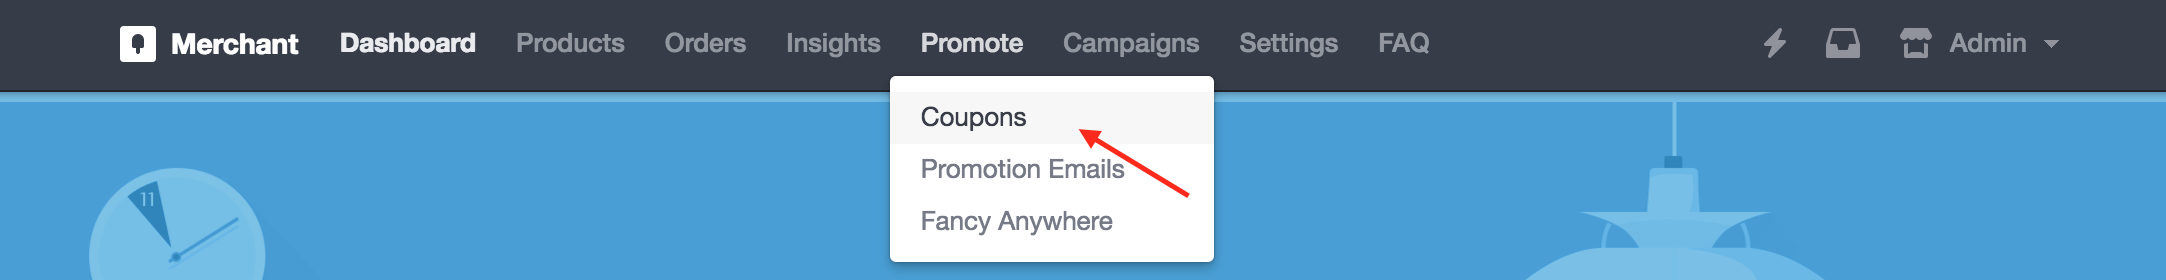 Merchant Dashboard Products Orders Insights Promote Campaigns Settings FAQ Admin
Coupons
Promotion Emails
Fancy Anywhere
11